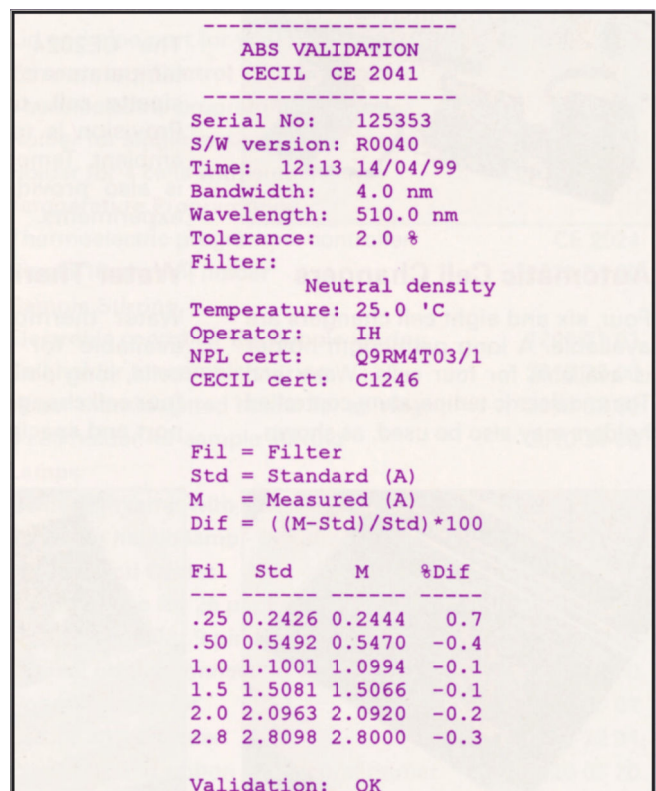 ABS VALIDATION
CECIL CE 2041
Serial No: 125353
S/W version: R0040
Time: 12:13 24/04/99
Bandwidth: 4.0 nm
Wavelength: 510.0 nm
Tolerance: 2.0 %
Filter:
Neutral density
Temperature: 25.0 'C
Operator: IH
NPL cert: Q9RM4T03/1
CECIL cert: C1246
Fil = Filter
Std = Standard (A)
M = Measured (A)
Dif = ((M-Std)/Std)*100
Fil Std M %Dif
.25 0.2426 0.2444 0.7
.50 0.5492 0.5470 -0.4
1.0 1.1001 1.0994 -0.1
1.5 1.5081 1.5066 -0.1
2.0 2.0963 2.0920 -0.2
2.8 2.8098 2.8000 -0.3
Validation: OK